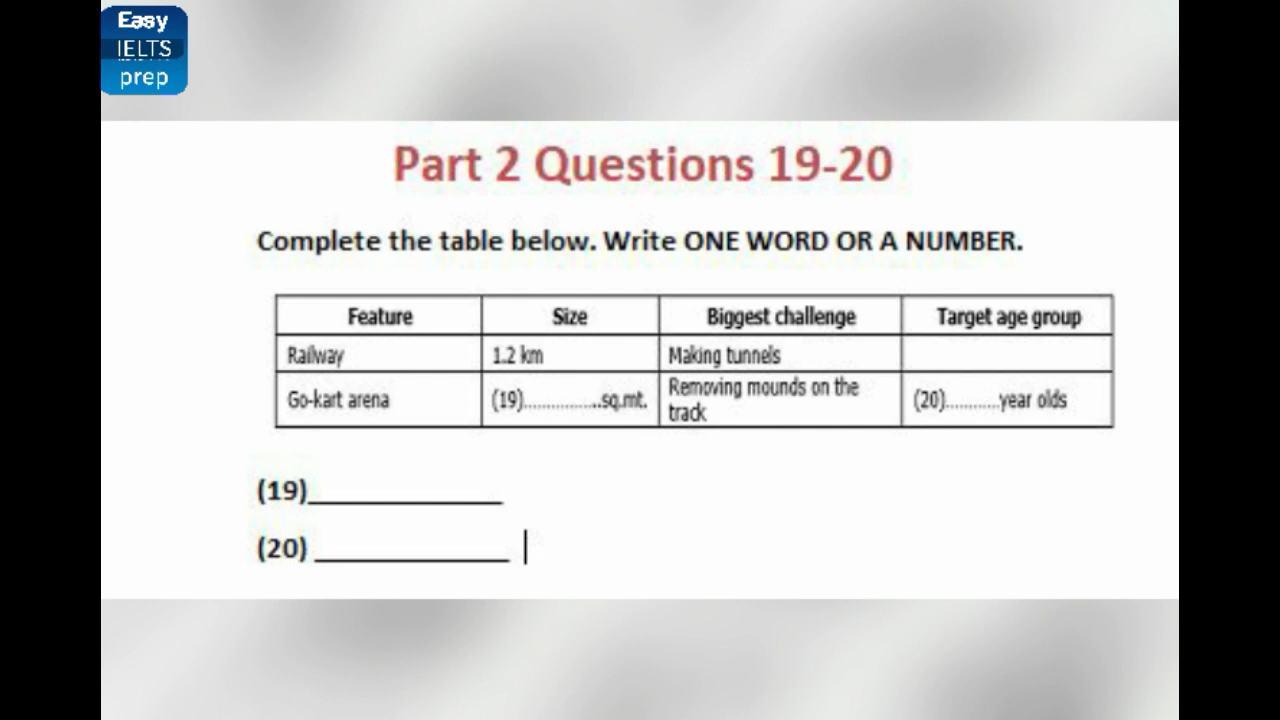 Easy
IELTS
prep
Part 2 Questions 19-20
Complete the table below. Write ONE WORD OR A NUMBER.
Feature Size Biggest challenge Target age group
Railway 1.2 km Making tunnels
Go-kart arena (19)................sq.mt. Removing mounds on the track (20)...........year olds
(19)______________
(20) ______________